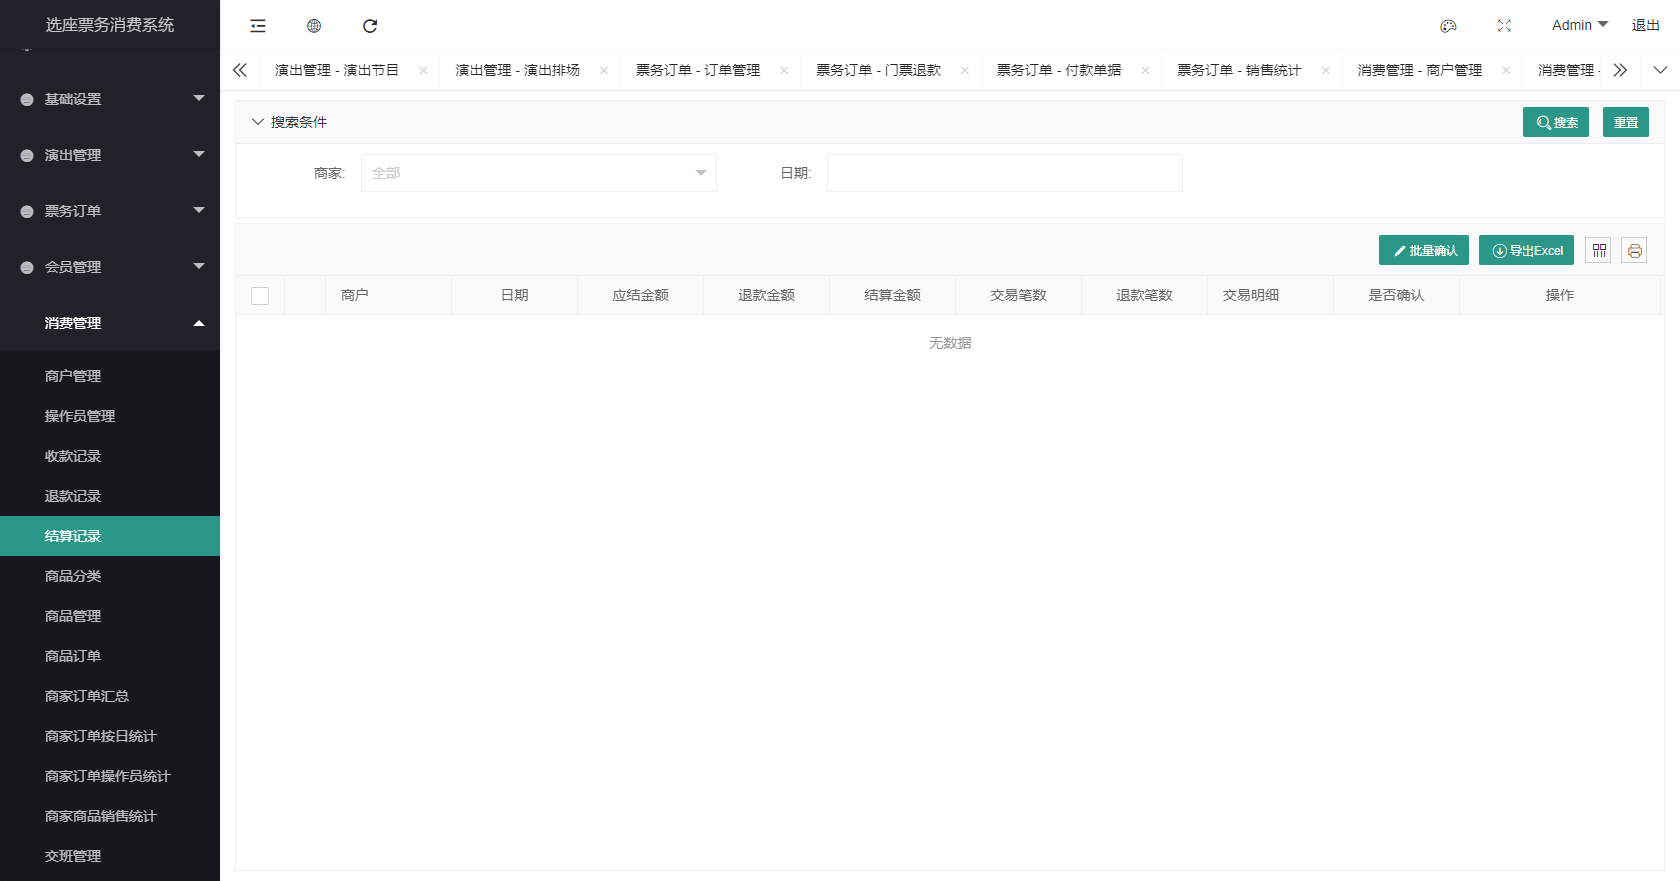 选座票务消费系统
Admin
退出
演出管理 - 演出节目
演出管理 - 演出排场
票务订单 - 订单管理
票务订单 - 门票退款
票务订单 - 付款单据
票务订单 - 销售统计
消费管理 - 商户管理
消费管理 -
基础设置
演出管理
票务订单
会员管理
消费管理
商户管理
操作员管理
收款记录
退款记录
结算记录
商品分类
商品管理
商品订单
商家订单汇总
商家订单按日统计
商家订单操作员统计
商家商品销售统计
交班管理
搜索条件
搜索
重置
商家:
全部
日期:
批量确认
导出Excel
商户
日期
应结金额
退款金额
结算金额
交易笔数
退款笔数
交易明细
是否确认
操作
无数据